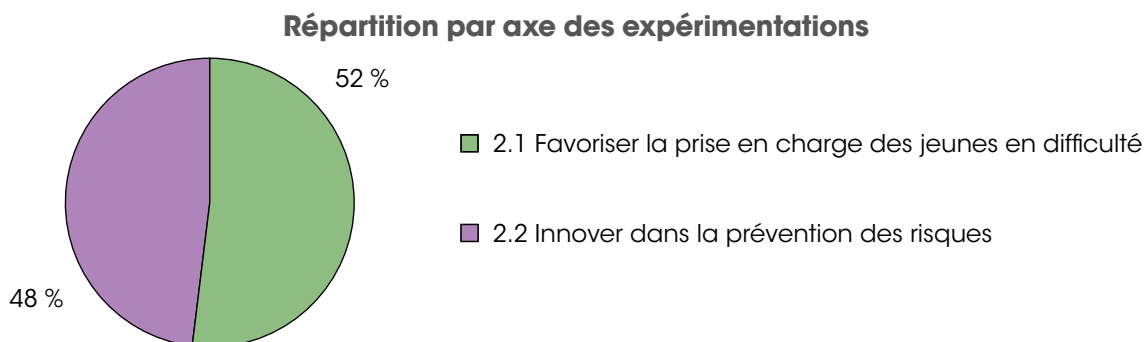 Répartition par axe des expérimentations
52 %
2.1 Favoriser la prise en charge des jeunes en difficulté
2.2 Innover dans la prévention des risques
48 %